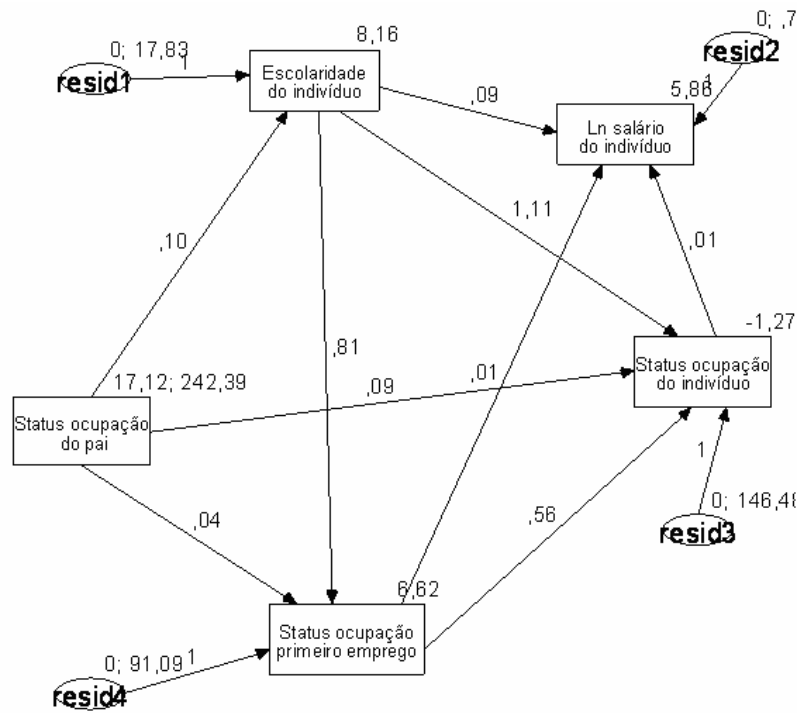 8,16
0; 17,83
1
resid1
Escolaridade
do indivíduo
0; ,7
resid2
1
5,86
Ln salário
do indivíduo
,09
1,11
,10
,01
,81
-1,27
Status ocupação
do indivíduo
17,12; 242,39
,09
,01
Status ocupação
do pai
1
0; 146,48
resid3
,04
,56
6,62
Status ocupação
primeiro emprego
0; 91,09
1
resid4